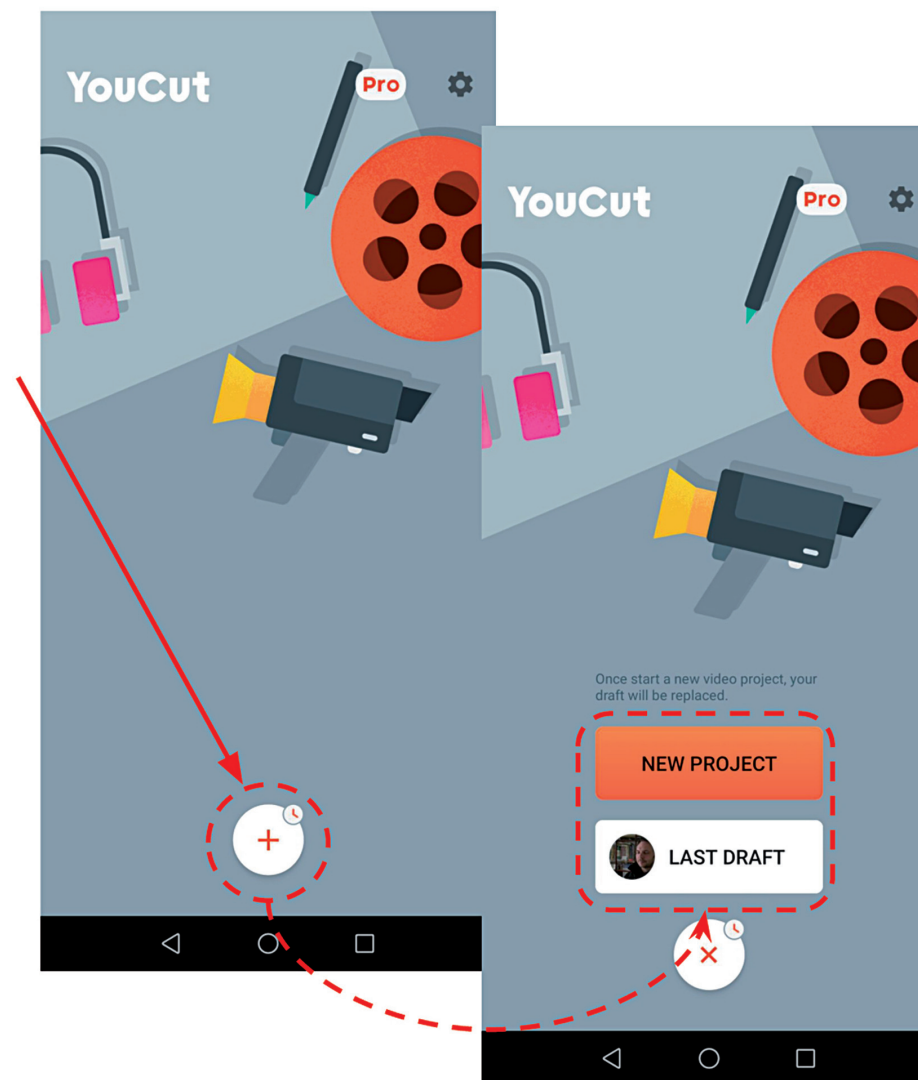 YouCut
Pro
YouCut
Pro
Once start a new video project, your
draft will be replaced.
NEW PROJECT
LAST DRAFT